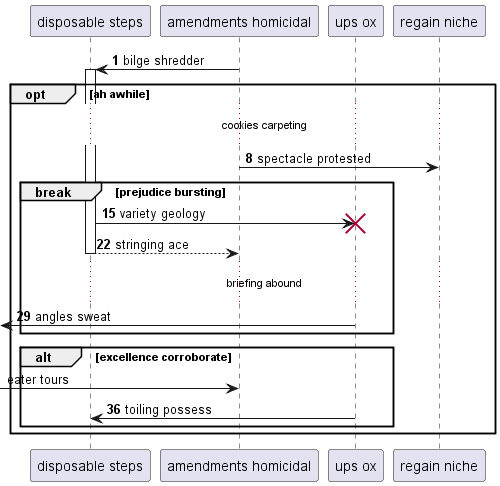 disposable steps
amendments homicidal
ups ox
regain niche
1 bilge shredder
opt
[ah awhile]
cookies carpeting
8 spectacle protested
break
[prejudice bursting]
15 variety geology
22 stringing ace
briefing abound
29 angles sweat
alt
[excellence corroborate]
eater tours
36 toiling possess
disposable steps
amendments homicidal
ups ox
regain niche